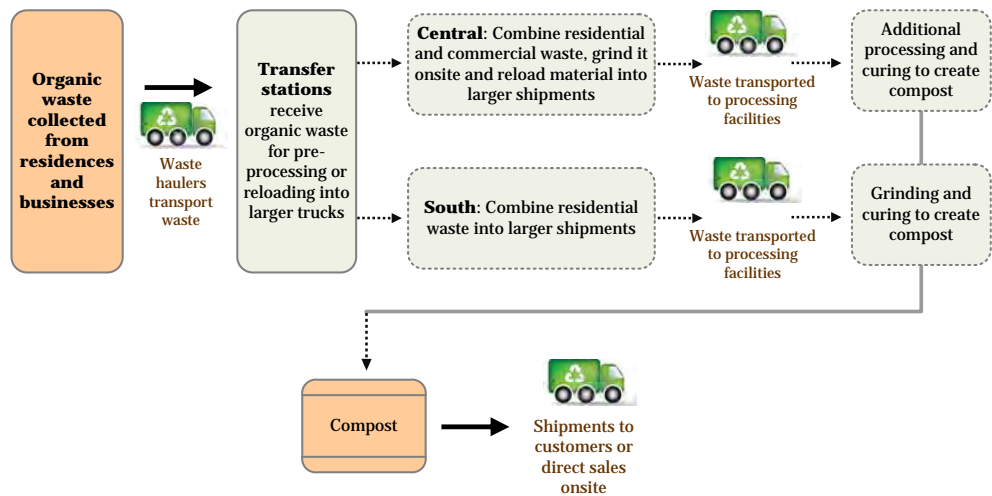 Organic
waste
collected
from
residences
and
businesses
Waste
haulers
transport
waste
Transfer
stations
receive
organic waste
for pre-
processing or
reloading into
larger trucks
Central: Combine residential
and commercial waste, grind it
onsite and reload material into
larger shipments
Waste transported
to processing
facilities
Additional
processing and
curing to create
compost
South: Combine residential
waste into larger shipments
Waste transported
to processing
facilities
Grinding and
curing to create
compost
Compost
Shipments to
customers or
direct sales
onsite